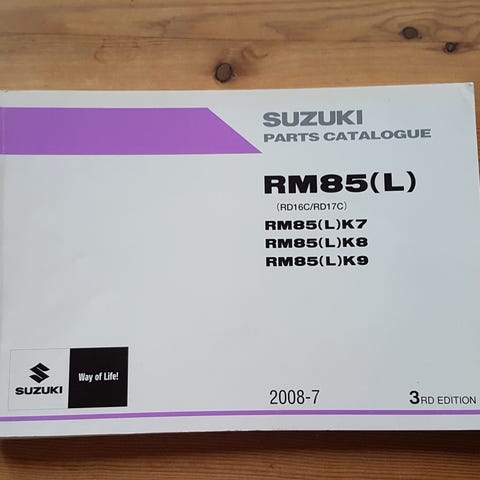 SUZUKI
PARTS CATALOGUE
RM85(L)
(RD16C/RD17C)
RM85(L)K7
RM85(L)K8
RM85(L)K9
SUZUKI
Way of Life!
2008-7
3RD EDITION